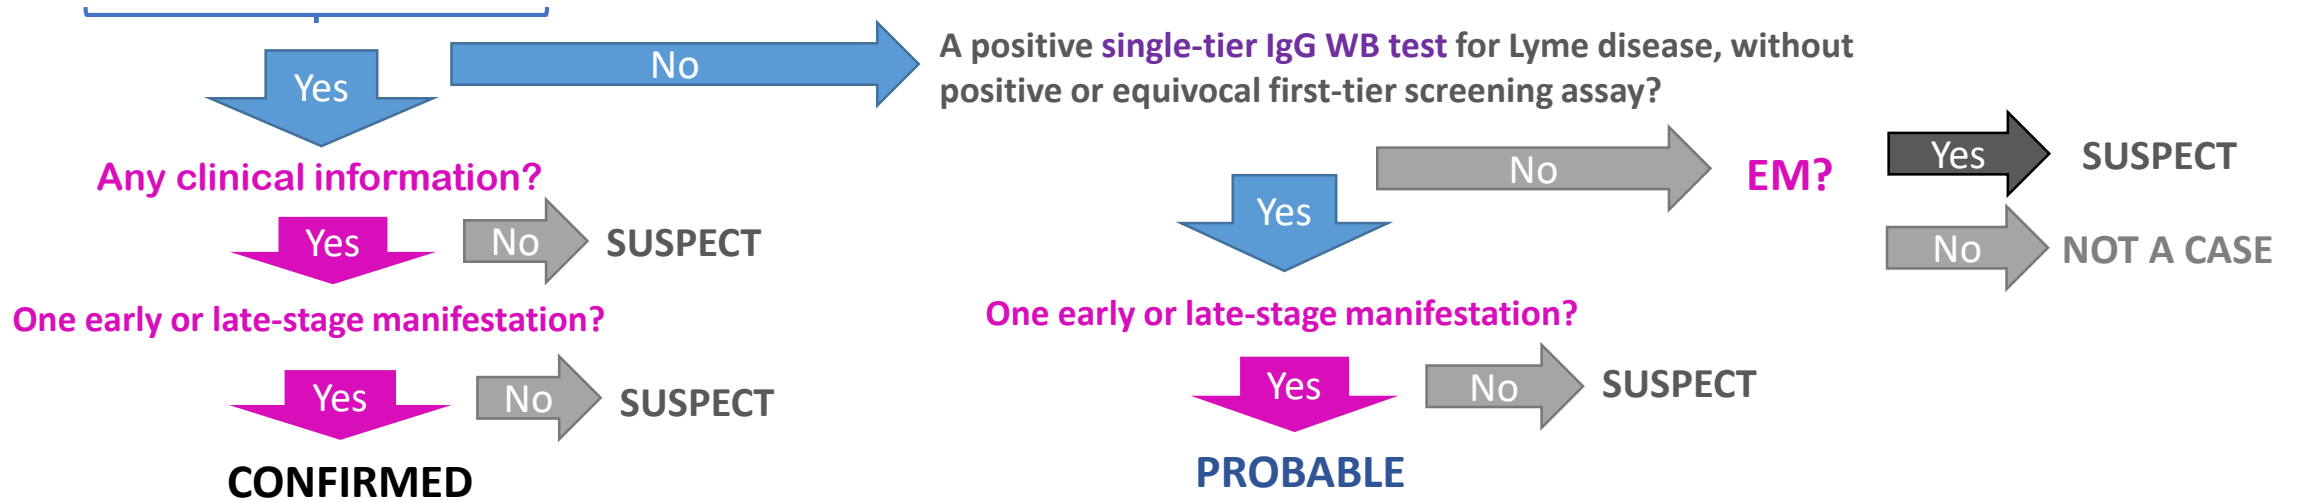 No
A positive single-tier IgG WB test for Lyme disease, without
positive or equivocal first-tier screening assay?
Yes
Any clinical information?
No
EM?
Yes
SUSPECT
Yes
No
SUSPECT
Yes
No
NOT A CASE
One early or late-stage manifestation?
One early or late-stage manifestation?
Yes
No
SUSPECT
Yes
No
SUSPECT
CONFIRMED
PROBABLE